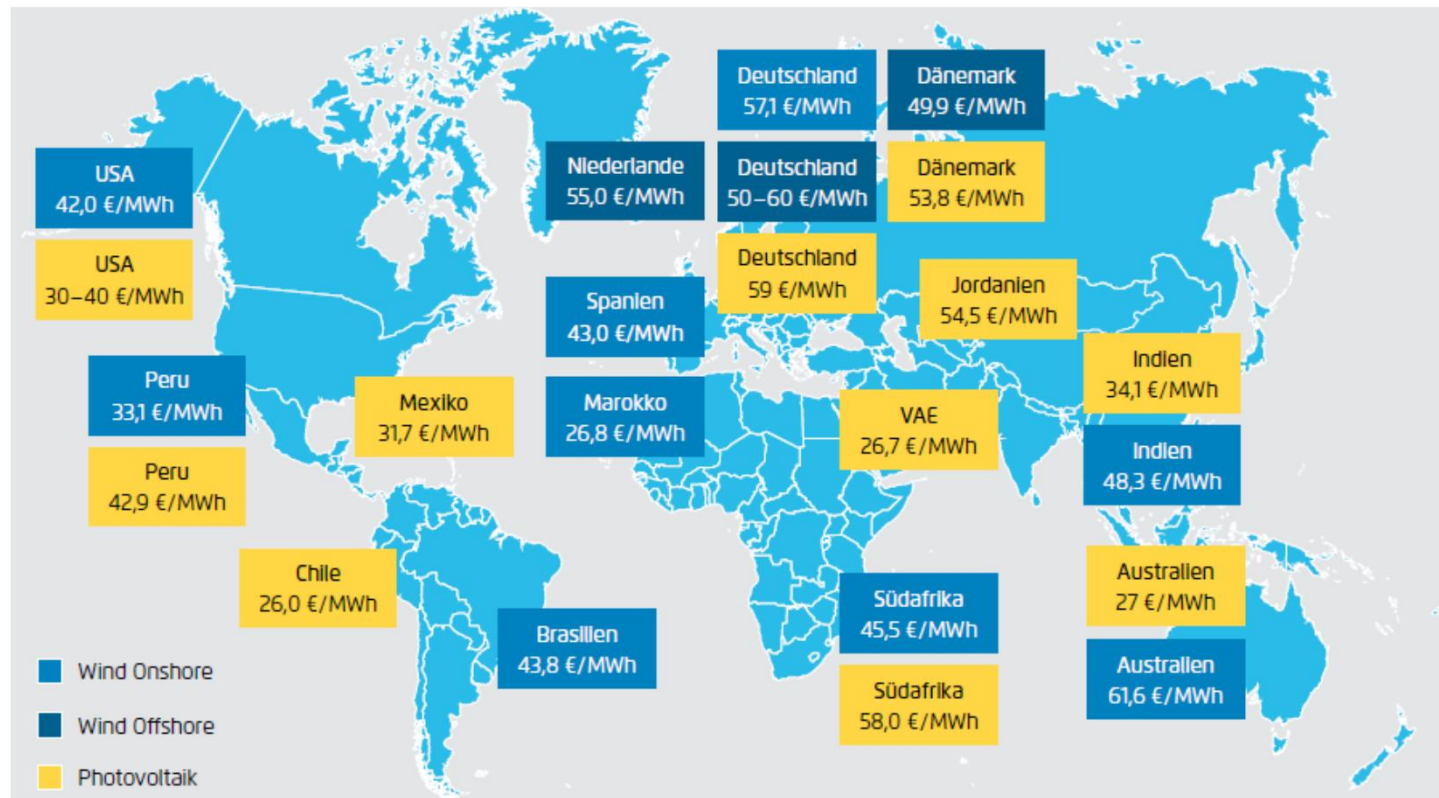 Deutschland
57,1 €/MWh
Dänemark
49,9 €/MWh
USA
42,0 €/MWh
Niederlande
55,0 €/MWh
Deutschland
50–60 €/MWh
Dänemark
53,8 €/MWh
USA
30–40 €/MWh
Deutschland
59 €/MWh
Jordanien
54,5 €/MWh
Spanien
43,0 €/MWh
Indien
34,1 €/MWh
Peru
33,1 €/MWh
Mexiko
31,7 €/MWh
Marokko
26,8 €/MWh
VAE
26,7 €/MWh
Indien
48,3 €/MWh
Peru
42,9 €/MWh
Chile
26,0 €/MWh
Australien
27 €/MWh
Südafrika
45,5 €/MWh
Brasilien
43,8 €/MWh
Australien
61,6 €/MWh
Südafrika
58,0 €/MWh
Wind Onshore
Wind Offshore
Photovoltaik